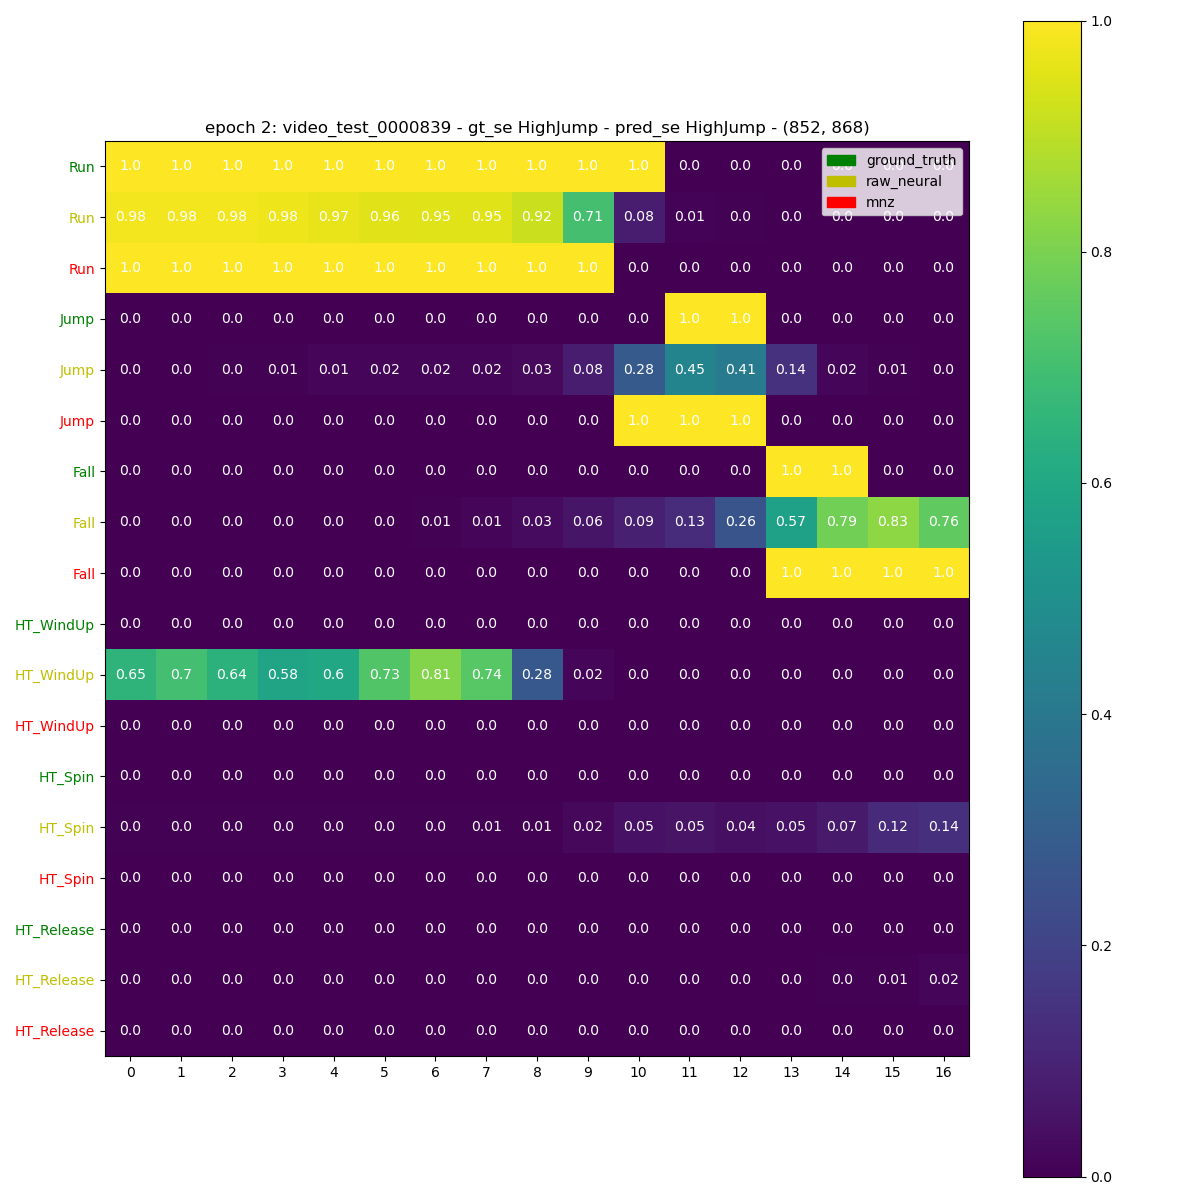 epoch 2: video_test_0000839 - gt_se HighJump - pred_se HighJump - (852, 868)
Run 1.0 1.0 1.0 1.0 1.0 1.0 1.0 1.0 1.0 1.0 1.0 0.0 0.0 0.0
Run 0.98 0.98 0.98 0.98 0.97 0.96 0.95 0.95 0.92 0.71 0.08 0.01 0.0 0.0 0.0 0.0 0.0
Run 1.0 1.0 1.0 1.0 1.0 1.0 1.0 1.0 1.0 1.0 0.0 0.0 0.0 0.0 0.0 0.0 0.0
Jump 0.0 0.0 0.0 0.0 0.0 0.0 0.0 0.0 0.0 0.0 0.0 1.0 1.0 0.0 0.0 0.0 0.0
Jump 0.0 0.0 0.0 0.01 0.01 0.02 0.02 0.02 0.03 0.08 0.28 0.45 0.41 0.14 0.02 0.01 0.0
Jump 0.0 0.0 0.0 0.0 0.0 0.0 0.0 0.0 0.0 0.0 1.0 1.0 1.0 0.0 0.0 0.0 0.0
Fall 0.0 0.0 0.0 0.0 0.0 0.0 0.0 0.0 0.0 0.0 0.0 0.0 0.0 1.0 1.0 0.0 0.0
Fall 0.0 0.0 0.0 0.0 0.0 0.0 0.01 0.01 0.03 0.06 0.09 0.13 0.26 0.57 0.79 0.83 0.76
Fall 0.0 0.0 0.0 0.0 0.0 0.0 0.0 0.0 0.0 0.0 0.0 0.0 0.0 1.0 1.0 1.0 1.0
HT_WindUp 0.0 0.0 0.0 0.0 0.0 0.0 0.0 0.0 0.0 0.0 0.0 0.0 0.0 0.0 0.0 0.0 0.0
HT_WindUp 0.65 0.7 0.64 0.58 0.6 0.73 0.81 0.74 0.28 0.02 0.0 0.0 0.0 0.0 0.0 0.0 0.0
HT_WindUp 0.0 0.0 0.0 0.0 0.0 0.0 0.0 0.0 0.0 0.0 0.0 0.0 0.0 0.0 0.0 0.0 0.0
HT_Spin 0.0 0.0 0.0 0.0 0.0 0.0 0.0 0.0 0.0 0.0 0.0 0.0 0.0 0.0 0.0 0.0 0.0
HT_Spin 0.0 0.0 0.0 0.0 0.0 0.0 0.0 0.01 0.01 0.02 0.05 0.05 0.04 0.05 0.07 0.12 0.14
HT_Spin 0.0 0.0 0.0 0.0 0.0 0.0 0.0 0.0 0.0 0.0 0.0 0.0 0.0 0.0 0.0 0.0 0.0
HT_Release 0.0 0.0 0.0 0.0 0.0 0.0 0.0 0.0 0.0 0.0 0.0 0.0 0.0 0.0 0.0 0.0 0.0
HT_Release 0.0 0.0 0.0 0.0 0.0 0.0 0.0 0.0 0.0 0.0 0.0 0.0 0.0 0.0 0.0 0.01 0.02
HT_Release 0.0 0.0 0.0 0.0 0.0 0.0 0.0 0.0 0.0 0.0 0.0 0.0 0.0 0.0 0.0 0.0 0.0
0 1 2 3 4 5 6 7 8 9 10 11 12 13 14 15 16
ground_truth
raw_neural
mnz
1.0
0.8
0.6
0.4
0.2
0.0